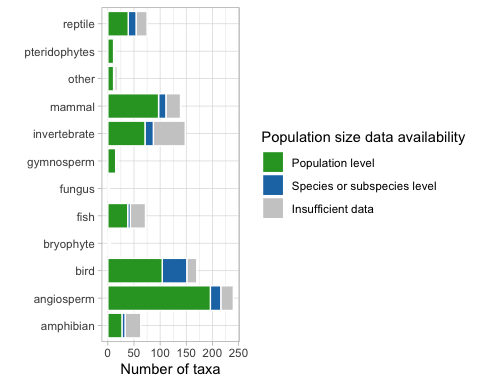 reptile
pteridophytes
other
mammal
invertebrate
gymnosperm
fungus
fish
bryophyte
bird
angiosperm
amphibian
0 50 100 150 200 250
Number of taxa
Population size data availability
Population level
Species or subspecies level
Insufficient data